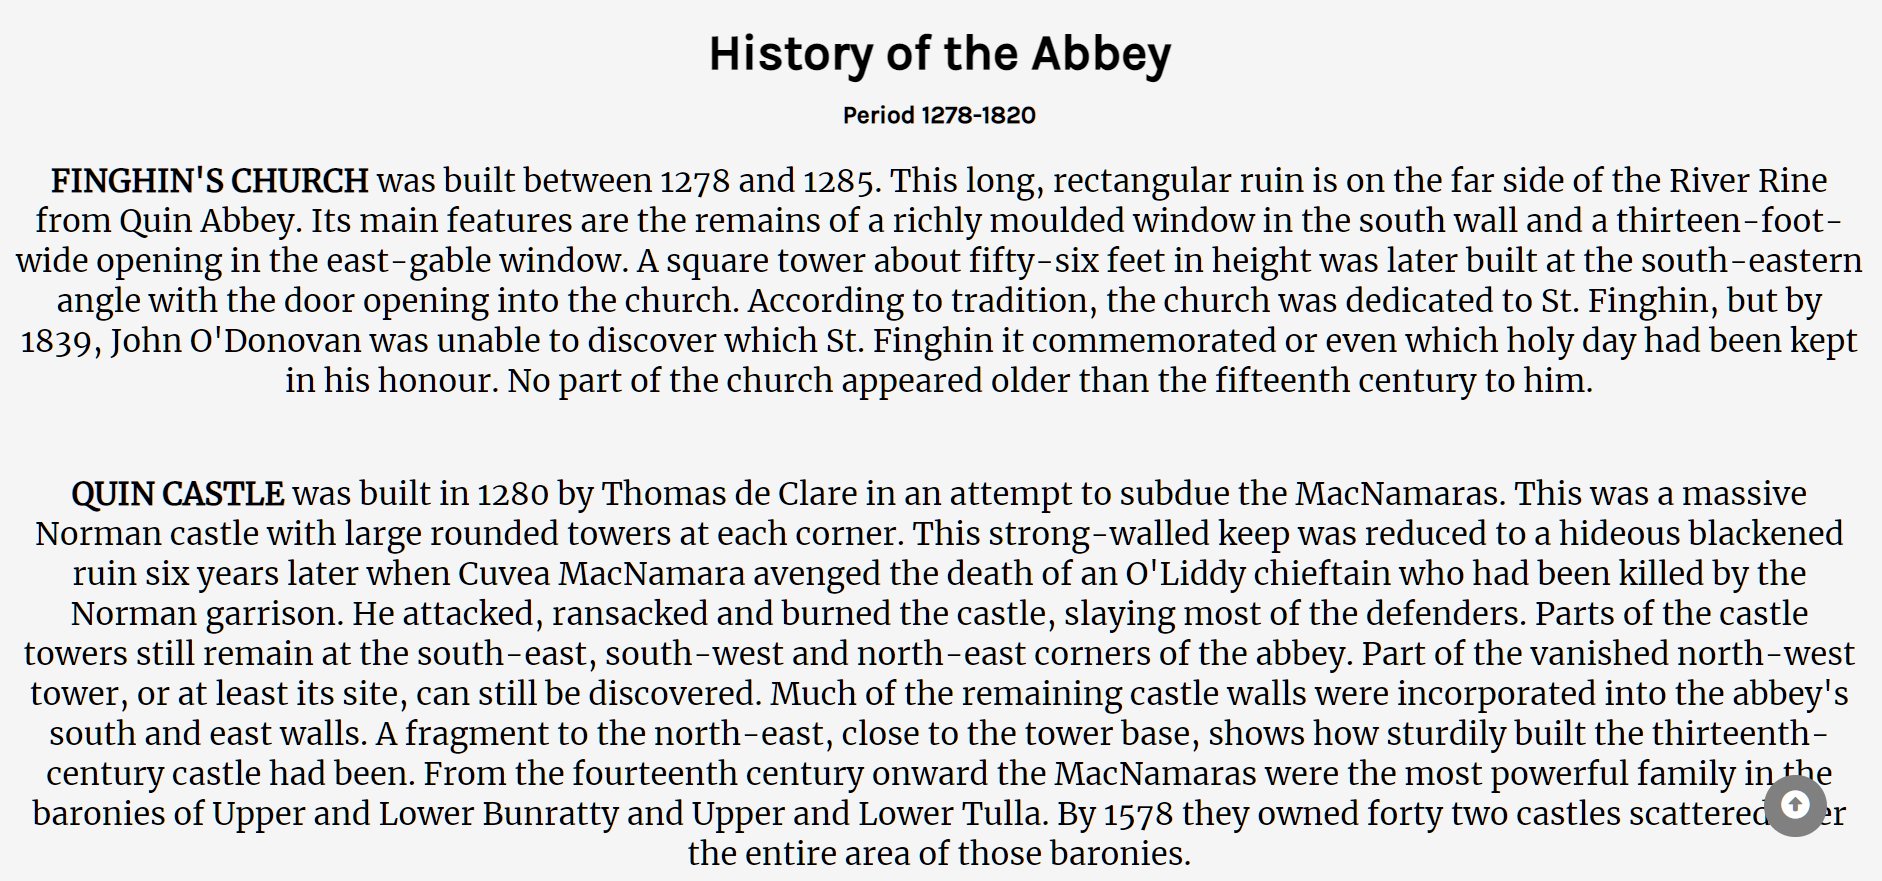 History of the Abbey
Period 1278-1820
FINGHIN'S CHURCH was built between 1278 and 1285. This long, rectangular ruin is on the far side of the River Rine
from Quin Abbey. Its main features are the remains of a richly moulded window in the south wall and a thirteen-foot-
wide opening in the east-gable window. A square tower about fifty-six feet in height was later built at the south-eastern
angle with the door opening into the church. According to tradition, the church was dedicated to St. Finghin, but by
1839, John O'Donovan was unable to discover which St. Finghin it commemorated or even which holy day had been kept
in his honour. No part of the church appeared older than the fifteenth century to him.
QUIN CASTLE was built in 1280 by Thomas de Clare in an attempt to subdue the MacNamaras. This was a massive
Norman castle with large rounded towers at each corner. This strong-walled keep was reduced to a hideous blackened
ruin six years later when Cuvea MacNamara avenged the death of an O'Liddy chieftain who had been killed by the
Norman garrison. He attacked, ransacked and burned the castle, slaying most of the defenders. Parts of the castle
towers still remain at the south-east, south-west and north-east corners of the abbey. Part of the vanished north-west
tower, or at least its site, can still be discovered. Much of the remaining castle walls were incorporated into the abbey's
south and east walls. A fragment to the north-east, close to the tower base, shows how sturdily built the thirteenth-
century castle had been. From the fourteenth century onward the MacNamaras were the most powerful family in the
baronies of Upper and Lower Bunratty and Upper and Lower Tulla. By 1578 they owned forty two castles scattered
the entire area of those baronies.